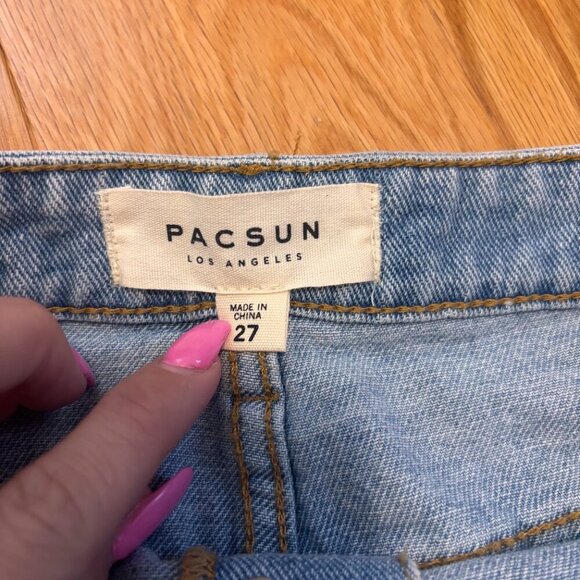 PACSUN
LOS ANGELES
MADE IN
CHINA
27